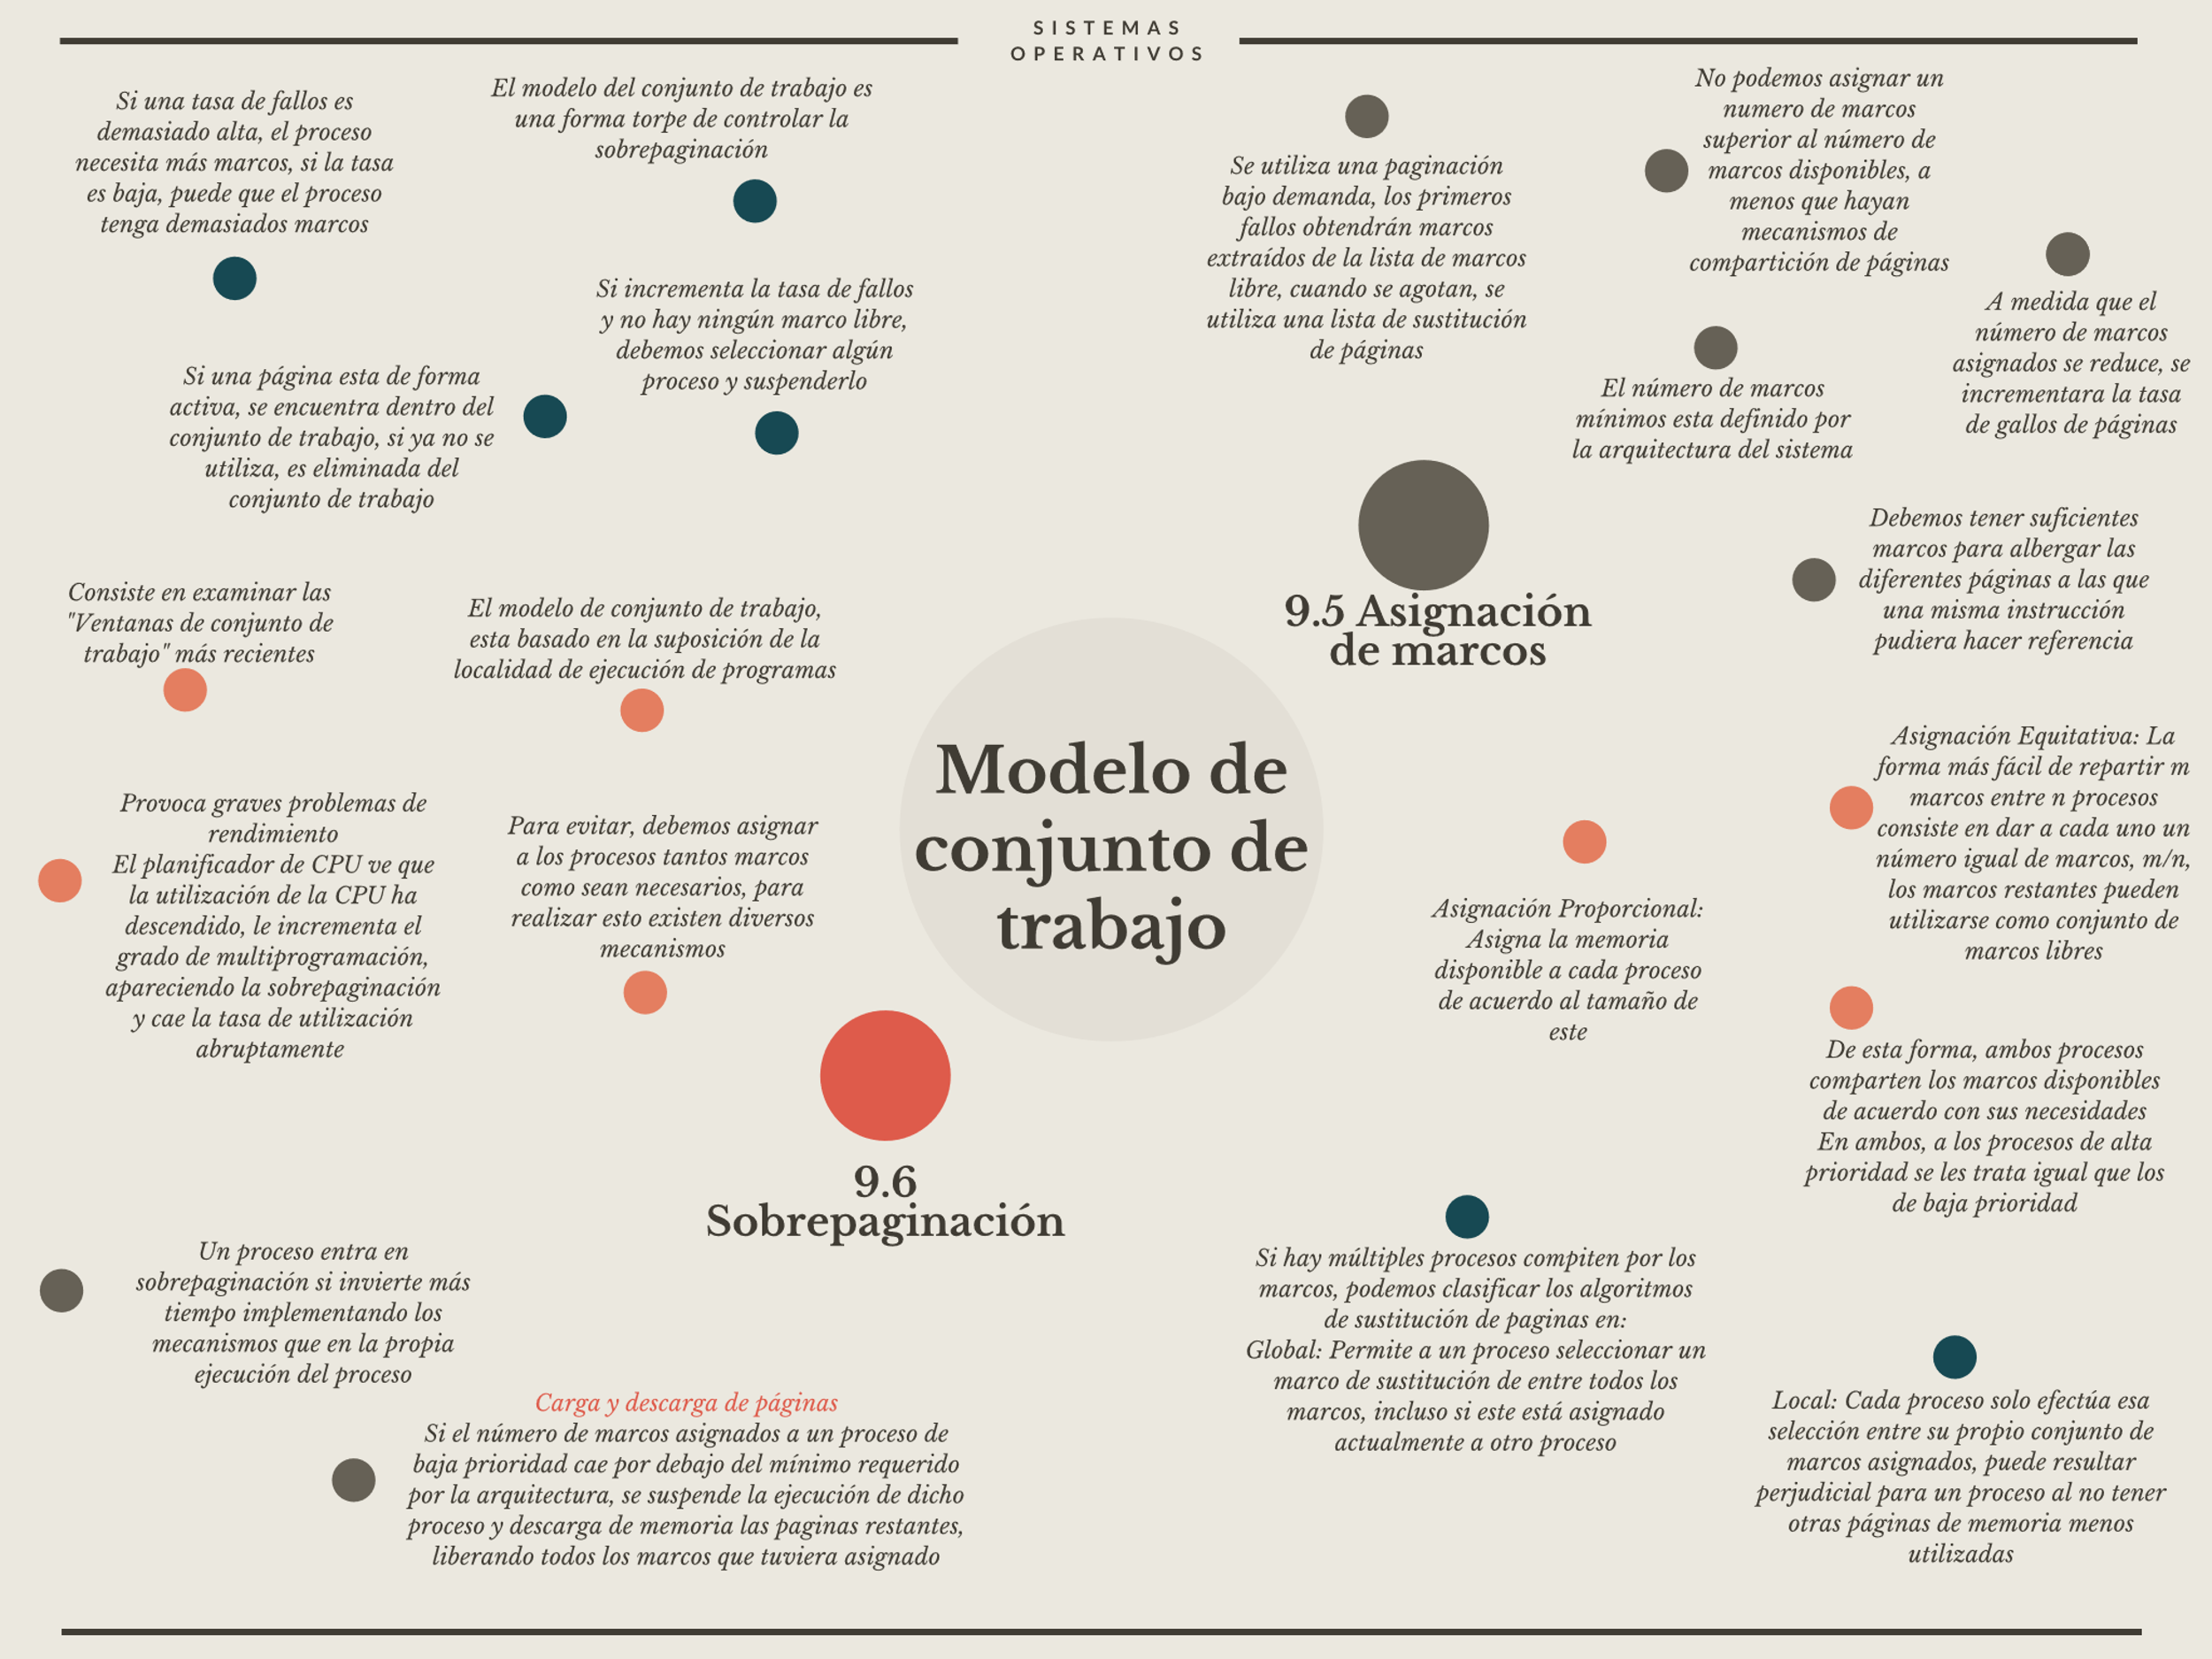 SISTEMAS
OPERATIVOS
Si una tasa de fallos es
demasiado alta, el proceso
necesita más marcos, si la tasa
es baja, puede que el proceso
tenga demasiados marcos
El modelo del conjunto de trabajo es
una forma torpe de controlar la
sobrepaginación
Si incrementa la tasa de fallos
y no hay ningún marco libre,
debemos seleccionar algún
proceso y suspenderlo
Si una página esta de forma
activa, se encuentra dentro del
conjunto de trabajo, si ya no se
utiliza, es eliminada del
conjunto de trabajo
Consiste en examinar las
"Ventanas de conjunto de
trabajo" más recientes
El modelo de conjunto de trabajo,
esta basado en la suposición de la
localidad de ejecución de programas
Provoca graves problemas de
rendimiento
El planificador de CPU ve que
la utilización de la CPU ha
descendido, le incrementa el
grado de multiprogramación,
apareciendo la sobrepaginación
y cae la tasa de utilización
abruptamente
Para evitar, debemos asignar
a los procesos tantos marcos
como sean necesarios, para
realizar esto existen diversos
mecanismos
9.6
Sobrepaginación
Un proceso entra en
sobrepaginación si invierte más
tiempo implementando los
mecanismos que en la propia
ejecución del proceso
Carga y descarga de páginas
Si el número de marcos asignados a un proceso de
baja prioridad cae por debajo del mínimo requerido
por la arquitectura, se suspende la ejecución de dicho
proceso y descarga de memoria las paginas restantes,
liberando todos los marcos que tuviera asignado
Modelo de
conjunto de
trabajo
Se utiliza una paginación
bajo demanda, los primeros
fallos obtendrán marcos
extraídos de la lista de marcos
libre, cuando se agotan, se
utiliza una lista de sustitución
de páginas
No podemos asignar un
numero de marcos
superior al número de
marcos disponibles, a
menos que hayan
mecanismos de
compartición de páginas
A medida que el
número de marcos
asignados se reduce, se
incrementara la tasa
de gallos de páginas
El número de marcos
mínimos esta definido por
la arquitectura del sistema
9.5 Asignación
de marcos
Debemos tener suficientes
marcos para albergar las
diferentes páginas a las que
una misma instrucción
pudiera hacer referencia
Asignación Equitativa: La
forma más fácil de repartir m
marcos entre n procesos
consiste en dar a cada uno un
número igual de marcos, m/n,
los marcos restantes pueden
utilizarse como conjunto de
marcos libres
Asignación Proporcional:
Asigna la memoria
disponible a cada proceso
de acuerdo al tamaño de
este
De esta forma, ambos procesos
comparten los marcos disponibles
de acuerdo con sus necesidades
En ambos, a los procesos de alta
prioridad se les trata igual que los
de baja prioridad
Si hay múltiples procesos compiten por los
marcos, podemos clasificar los algoritmos
de sustitución de paginas en:
Global: Permite a un proceso seleccionar un
marco de sustitución de entre todos los
marcos, incluso si este está asignado
actualmente a otro proceso
Local: Cada proceso solo efectúa esa
selección entre su propio conjunto de
marcos asignados, puede resultar
perjudicial para un proceso al no tener
otras páginas de memoria menos
utilizadas